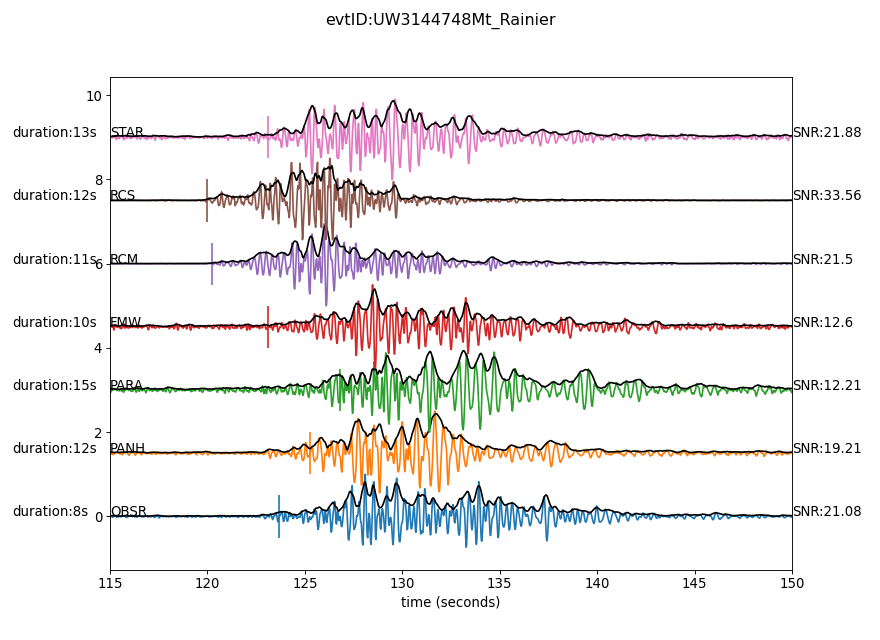 evtID:UW3144748Mt_Rainier
10
duration:13s STAR SNR:21.88
8
duration:12s RCS SNR:33.56
duration:11s RCM SNR:21.5
6
duration:10s FMW SNR:12.6
4
duration:15s PARA SNR:12.21
2
duration:12s PANH SNR:19.21
duration:8s OBSR SNR:21.08
0
115 120 125 130 135 140 145 150
time (seconds)